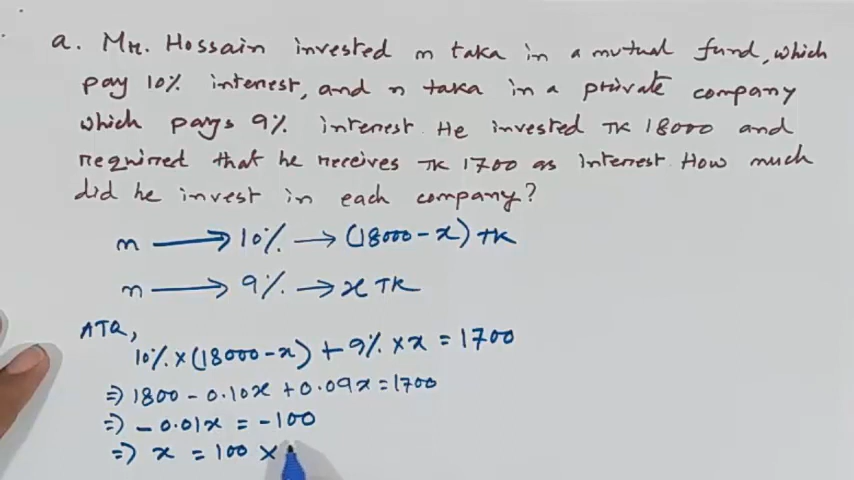 a. Mr. Hossain invested m taka in a mutual fund, which
pay 10% interest, and n taka in a private company
which pays 9% interest. He invested TK 18000 and
required that he receives TK 1700 as interest. How much
did he invest in each company?
m ⟶ 10% → (18000 - x) TK
n ⟶ 9% → x TK
ATQ,
10% × (18000 - x) + 9% × x = 1700
⇒ 1800 - 0.10x + 0.09x = 1700
⇒ - 0.01x = - 100
⇒ x = 100 ×